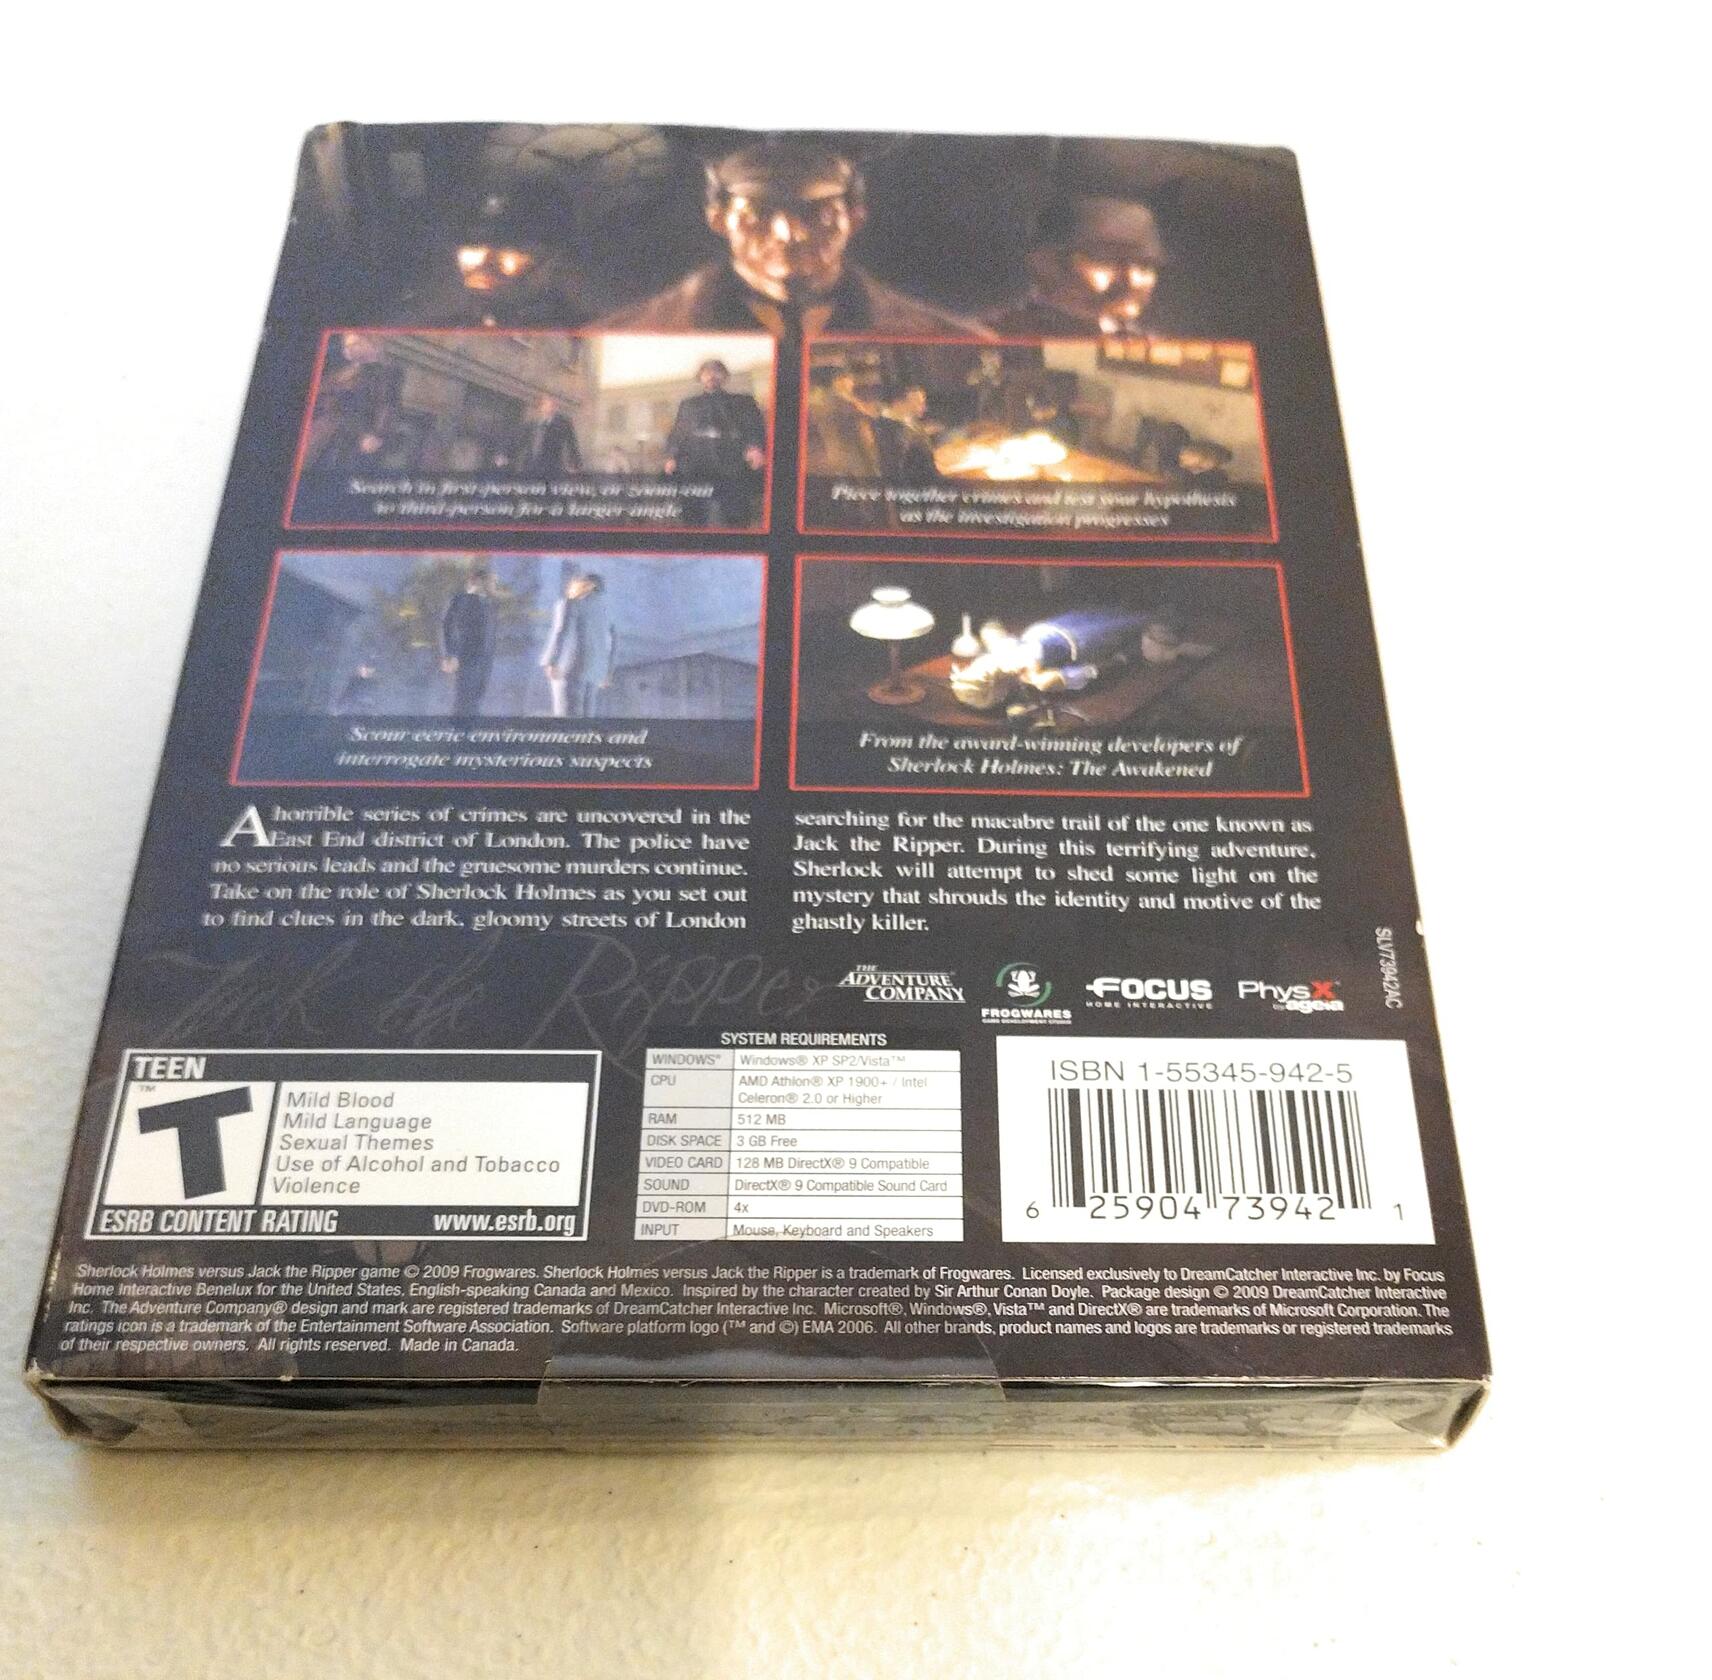 Search in first-person view, or zoom-out
to third-person for a larger angle
Piece together crimes and test your hypothesis
as the investigation progresses
Scour eerie environments and
interrogate mysterious suspects
From the award-winning developers of
Sherlock Holmes: The Awakened
A horrible series of crimes are uncovered in the
East End district of London. The police have
no serious leads and the gruesome murders continue.
Take on the role of Sherlock Holmes as you set out
to find clues in the dark, gloomy streets of London
searching for the macabre trail of the one known as
Jack the Ripper. During this terrifying adventure,
Sherlock will attempt to shed some light on the
mystery that shrouds the identity and motive of the
ghastly killer.
SLV73942AC
Jack the Ripper
THE
ADVENTURE
COMPANY
FROGWARES
GAME DEVELOPMENT STUDIO
FOCUS
HOME INTERACTIVE
PhysX
by ageia
TEEN
T
TM
Mild Blood
Mild Language
Sexual Themes
Use of Alcohol and Tobacco
Violence
ESRB CONTENT RATING www.esrb.org
SYSTEM REQUIREMENTS
WINDOWS® Windows® XP SP2/Vista™
CPU AMD Athlon® XP 1900+ / Intel
Celeron® 2.0 or Higher
RAM 512 MB
DISK SPACE 3 GB Free
VIDEO CARD 128 MB DirectX® 9 Compatible
SOUND DirectX® 9 Compatible Sound Card
DVD-ROM 4x
INPUT Mouse, Keyboard and Speakers
ISBN 1-55345-942-5
6 25904 73942 1
Sherlock Holmes versus Jack the Ripper game © 2009 Frogwares. Sherlock Holmes versus Jack the Ripper is a trademark of Frogwares. Licensed exclusively to DreamCatcher Interactive Inc. by Focus
Home Interactive Benelux for the United States, English-speaking Canada and Mexico. Inspired by the character created by Sir Arthur Conan Doyle. Package design © 2009 DreamCatcher Interactive
Inc. The Adventure Company® design and mark are registered trademarks of DreamCatcher Interactive Inc. Microsoft®, Windows®, Vista™ and DirectX® are trademarks of Microsoft Corporation. The
ratings icon is a trademark of the Entertainment Software Association. Software platform logo (™ and ©) EMA 2006. All other brands, product names and logos are trademarks or registered trademarks
of their respective owners. All rights reserved. Made in Canada.